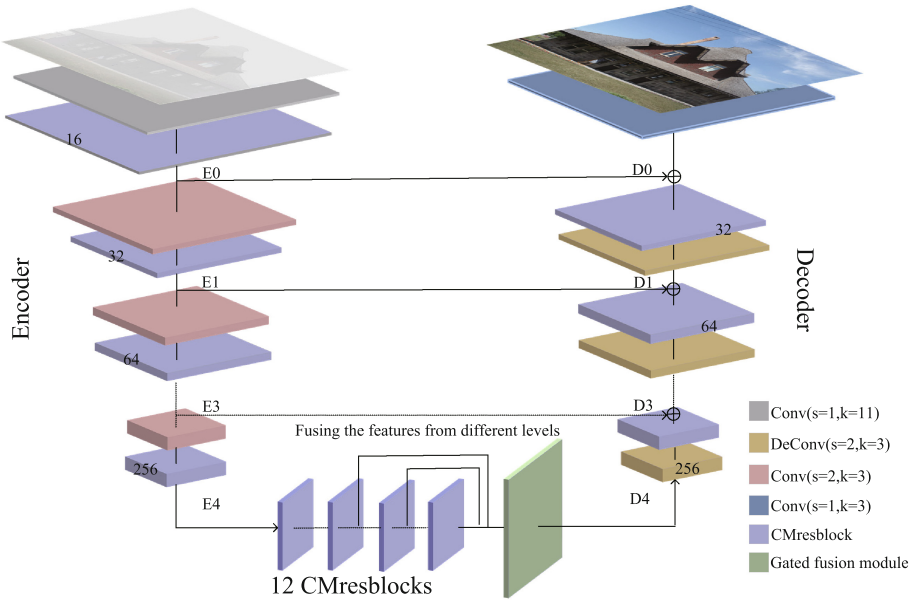 16
E0
D0
32
32
Encoder
Decoder
E1
D1
64
64
E3
D3
Fusing the features from different levels
256
256
E4
D4
12 CMresblocks
Conv(s=1,k=11)
DeConv(s=2,k=3)
Conv(s=2,k=3)
Conv(s=1,k=3)
CMresblock
Gated fusion module